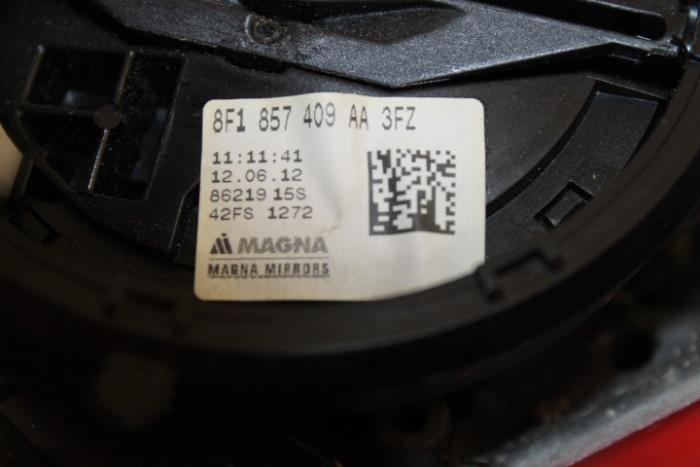 8F1 857 409 AA 3FZ
11:11:41
12.06.12
86219 15S
42FS 1272
MAGNA
MAGNA MIRRORS